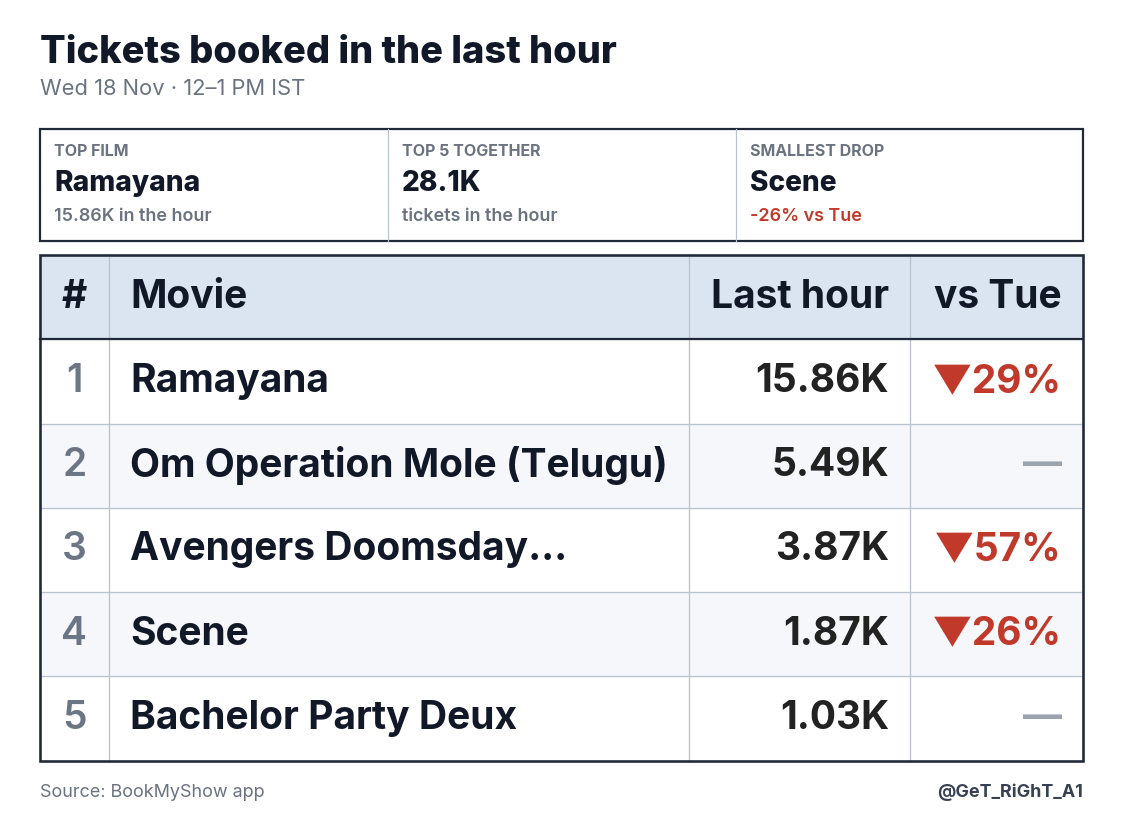 Tickets booked in the last hour
Wed 18 Nov · 12–1 PM IST
TOP FILM
Ramayana
15.86K in the hour
TOP 5 TOGETHER
28.1K
tickets in the hour
SMALLEST DROP
Scene
-26% vs Tue
# Movie Last hour vs Tue
1 Ramayana 15.86K ▼29%
2 Om Operation Mole (Telugu) 5.49K —
3 Avengers Doomsday... 3.87K ▼57%
4 Scene 1.87K ▼26%
5 Bachelor Party Deux 1.03K —
Source: BookMyShow app
@GeT_RiGhT_A1